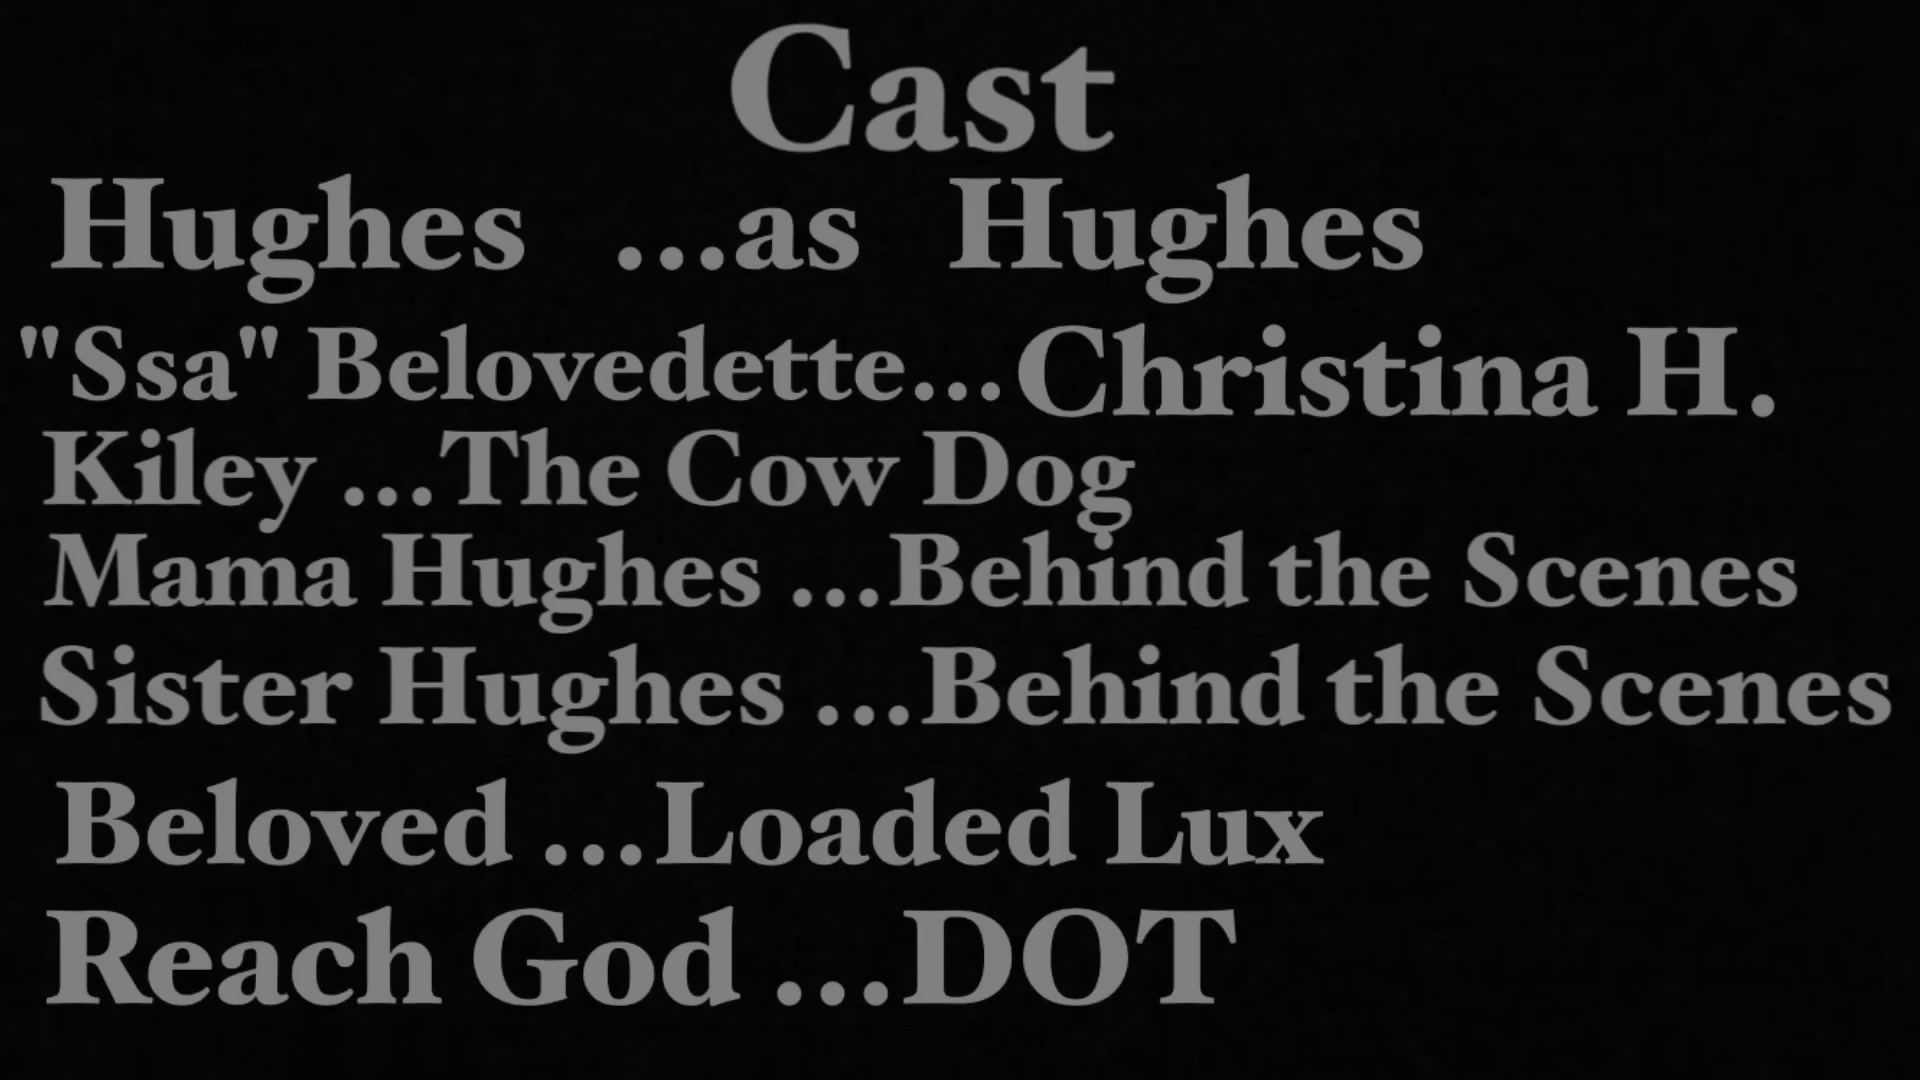 Cast
Hughes ...as Hughes
"Ssa" Belovedette...Christina H.
Kiley ...The Cow Dog
Mama Hughes ...Behind the Scenes
Sister Hughes ...Behind the Scenes
Beloved ...Loaded Lux
Reach God ...DOT